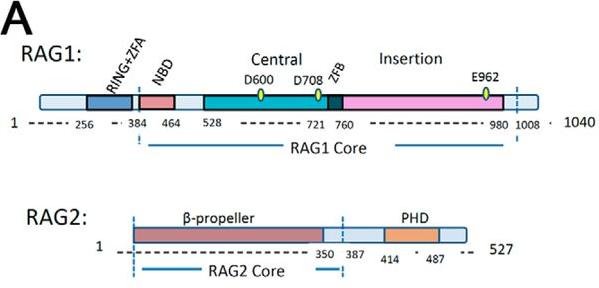 A
RAG1:
RING+ZFA
NBD
Central
ZFB
Insertion
D600
D708
E962
1 256 384 464 528 721 760 980 1008 1040
RAG1 Core
RAG2:
β-propeller
PHD
1 350 387 414 487 527
RAG2 Core